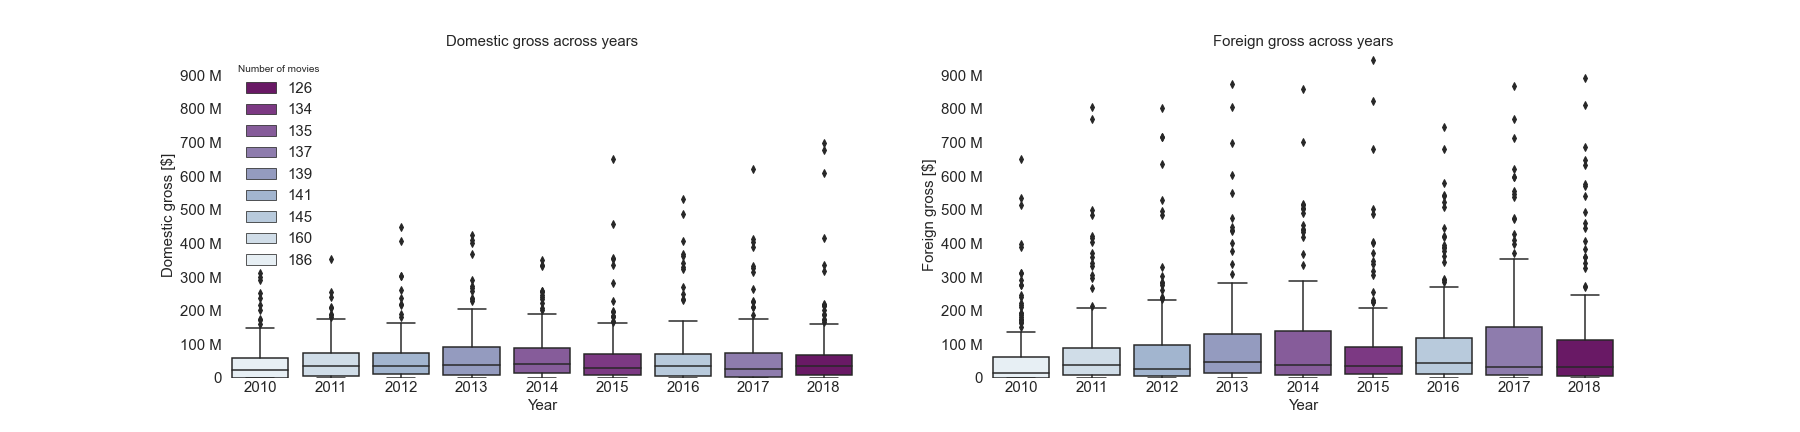 Domestic gross across years
Number of movies
126
134
135
137
139
141
145
160
186
900 M
800 M
700 M
600 M
500 M
400 M
300 M
200 M
100 M
0
Domestic gross [$]
2010 2011 2012 2013 2014 2015 2016 2017 2018
Year
Foreign gross across years
900 M
800 M
700 M
600 M
500 M
400 M
300 M
200 M
100 M
0
Foreign gross [$]
2010 2011 2012 2013 2014 2015 2016 2017 2018
Year